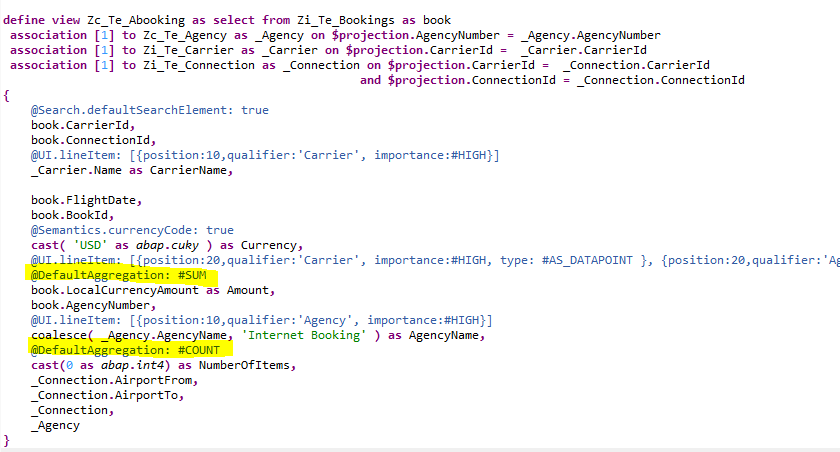 define view Zc_Te_Abooking as select from Zi_Te_Bookings as book
association [1] to Zc_Te_Agency as _Agency on $projection.AgencyNumber = _Agency.AgencyNumber
association [1] to Zi_Te_Carrier as _Carrier on $projection.CarrierId = _Carrier.CarrierId
association [1] to Zi_Te_Connection as _Connection on $projection.CarrierId = _Connection.CarrierId
and $projection.ConnectionId = _Connection.ConnectionId
{
@Search.defaultSearchElement: true
book.CarrierId,
book.ConnectionId,
@UI.lineItem: [{position:10,qualifier:'Carrier', importance:#HIGH}]
_Carrier.Name as CarrierName,
book.FlightDate,
book.BookId,
@Semantics.currencyCode: true
cast( 'USD' as abap.cuky ) as Currency,
@UI.lineItem: [{position:20,qualifier:'Carrier', importance:#HIGH, type: #AS_DATAPOINT }, {position:20,qualifier:'Ag
@DefaultAggregation: #SUM
book.LocalCurrencyAmount as Amount,
book.AgencyNumber,
@UI.lineItem: [{position:10,qualifier:'Agency', importance:#HIGH}]
coalesce( _Agency.AgencyName, 'Internet Booking' ) as AgencyName,
@DefaultAggregation: #COUNT
cast(0 as abap.int4) as NumberOfItems,
_Connection.AirportFrom,
_Connection.AirportTo,
_Connection,
_Agency
}